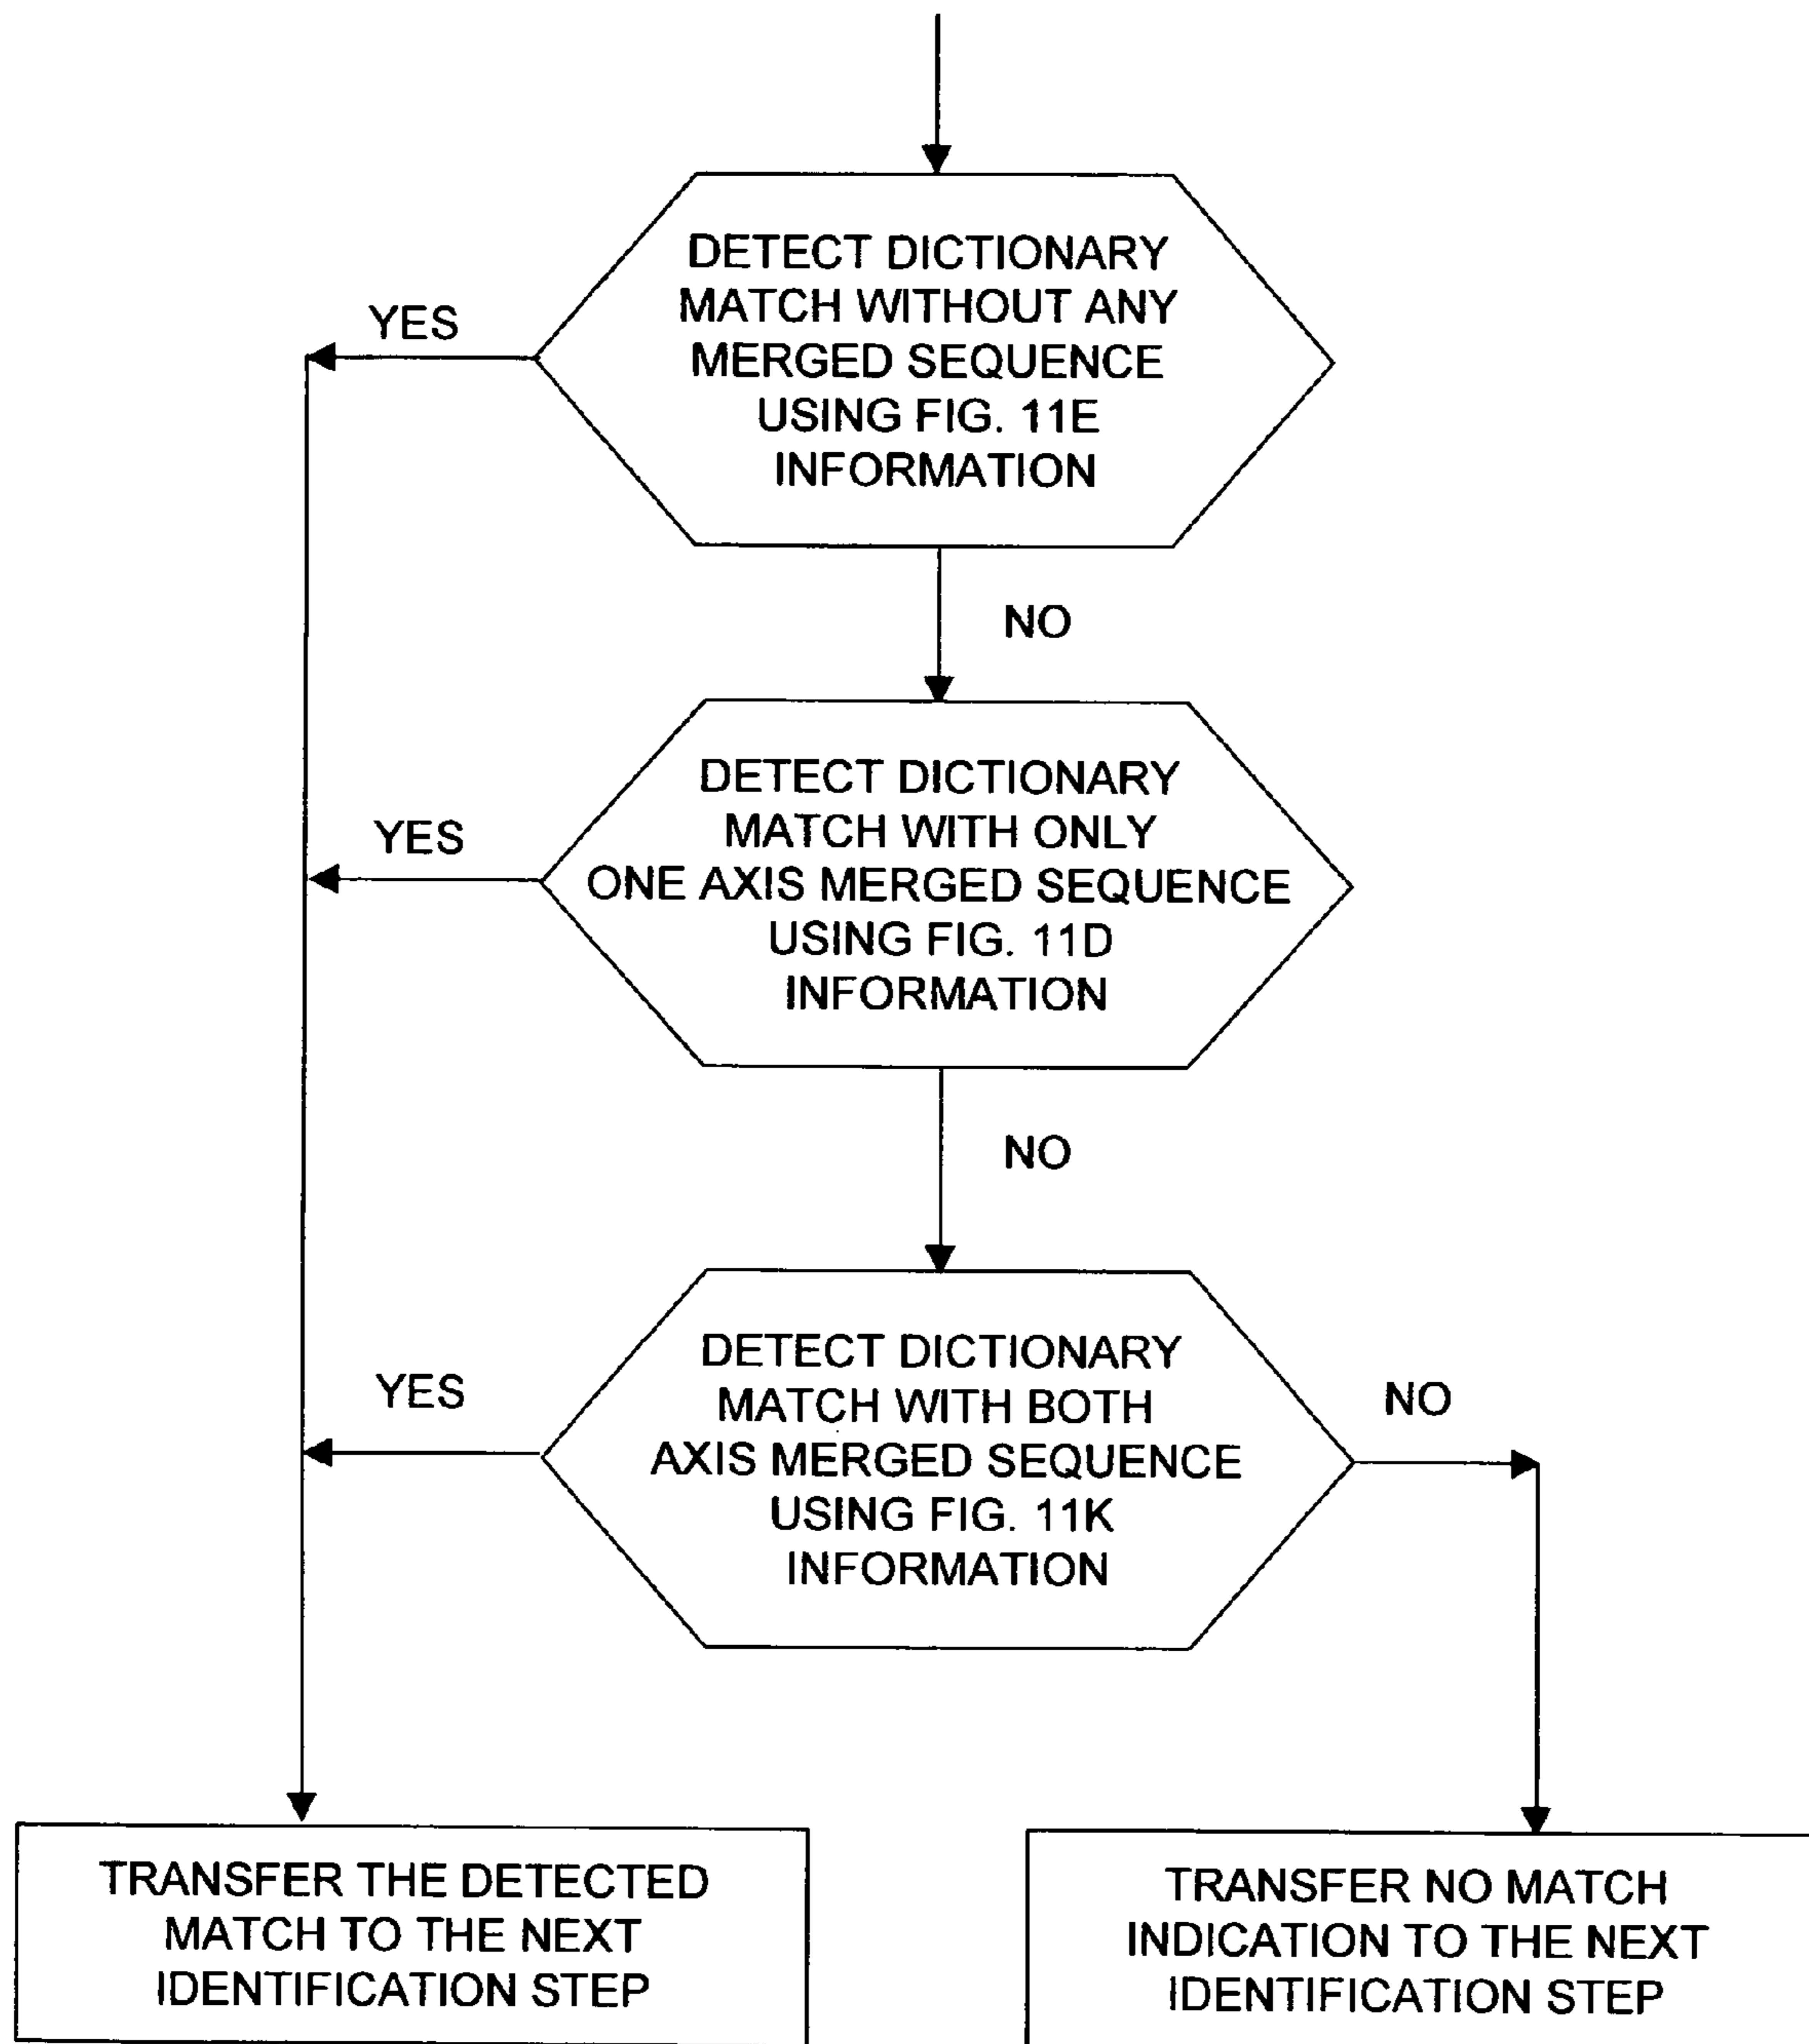 DETECT DICTIONARY
MATCH WITHOUT ANY
MERGED SEQUENCE
USING FIG. 11E
INFORMATION
YES
NO
DETECT DICTIONARY
MATCH WITH ONLY
ONE AXIS MERGED SEQUENCE
USING FIG. 11D
INFORMATION
YES
NO
DETECT DICTIONARY
MATCH WITH BOTH
AXIS MERGED SEQUENCE
USING FIG. 11K
INFORMATION
YES
NO
TRANSFER THE DETECTED
MATCH TO THE NEXT
IDENTIFICATION STEP
TRANSFER NO MATCH
INDICATION TO THE NEXT
IDENTIFICATION STEP